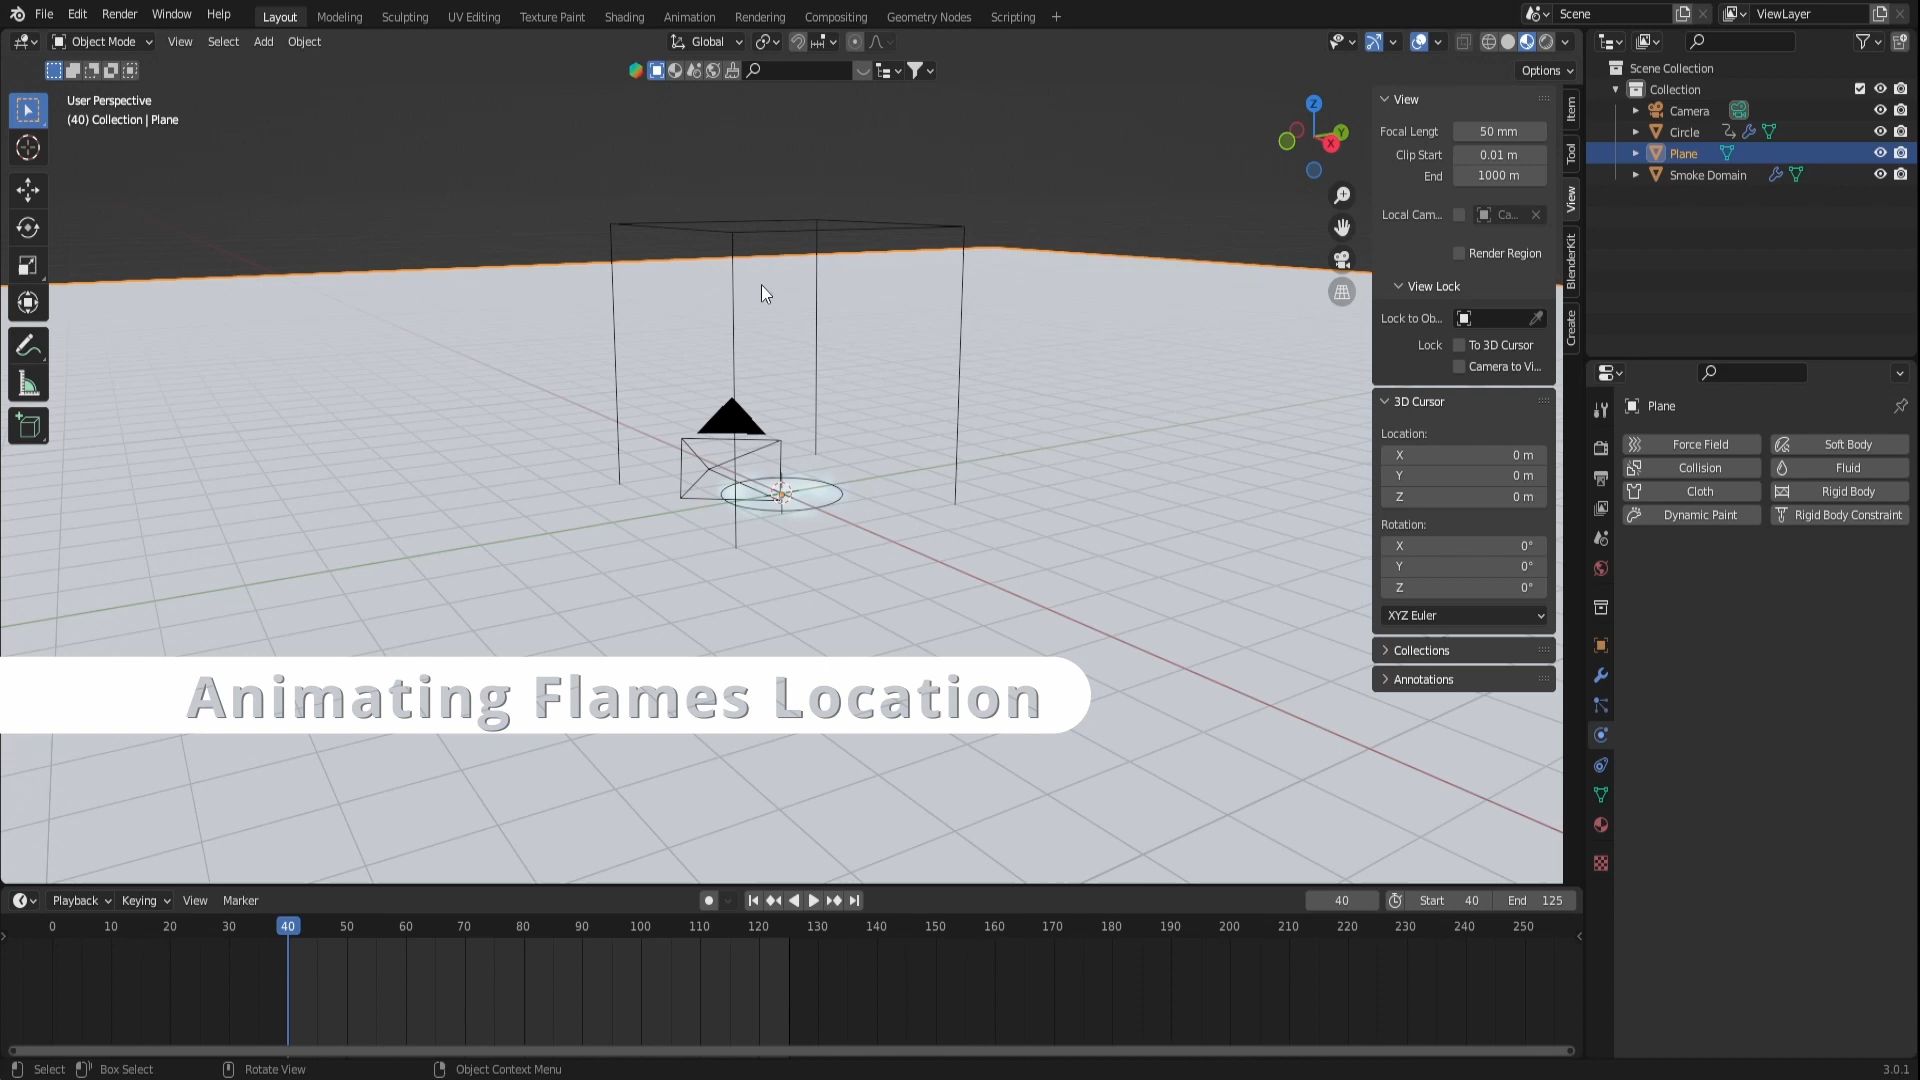 File Edit Render Window Help Layout Modeling Sculpting UV Editing Texture Paint Shading Animation Rendering Compositing Geometry Nodes Scripting + Scene ViewLayer
Object Mode View Select Add Object Global
Options
User Perspective
(40) Collection | Plane
Z
Y
X
View
Focal Lengt 50 mm
Clip Start 0.01 m
End 1000 m
Local Cam... Ca...
Render Region
View Lock
Lock to Ob...
Lock To 3D Cursor
Camera to Vi...
3D Cursor
Location:
X 0 m
Y 0 m
Z 0 m
Rotation:
X 0°
Y 0°
Z 0°
XYZ Euler
Collections
Annotations
Item
Tool
View
BlenderKit
Create
Scene Collection
Collection
Camera
Circle
Plane
Smoke Domain
Plane
Force Field Soft Body
Collision Fluid
Cloth Rigid Body
Dynamic Paint Rigid Body Constraint
Animating Flames Location
Playback Keying View Marker 40 Start 40 End 125
0 10 20 30 40 50 60 70 80 90 100 110 120 130 140 150 160 170 180 190 200 210 220 230 240 250
Select Box Select Rotate View Object Context Menu 3.0.1